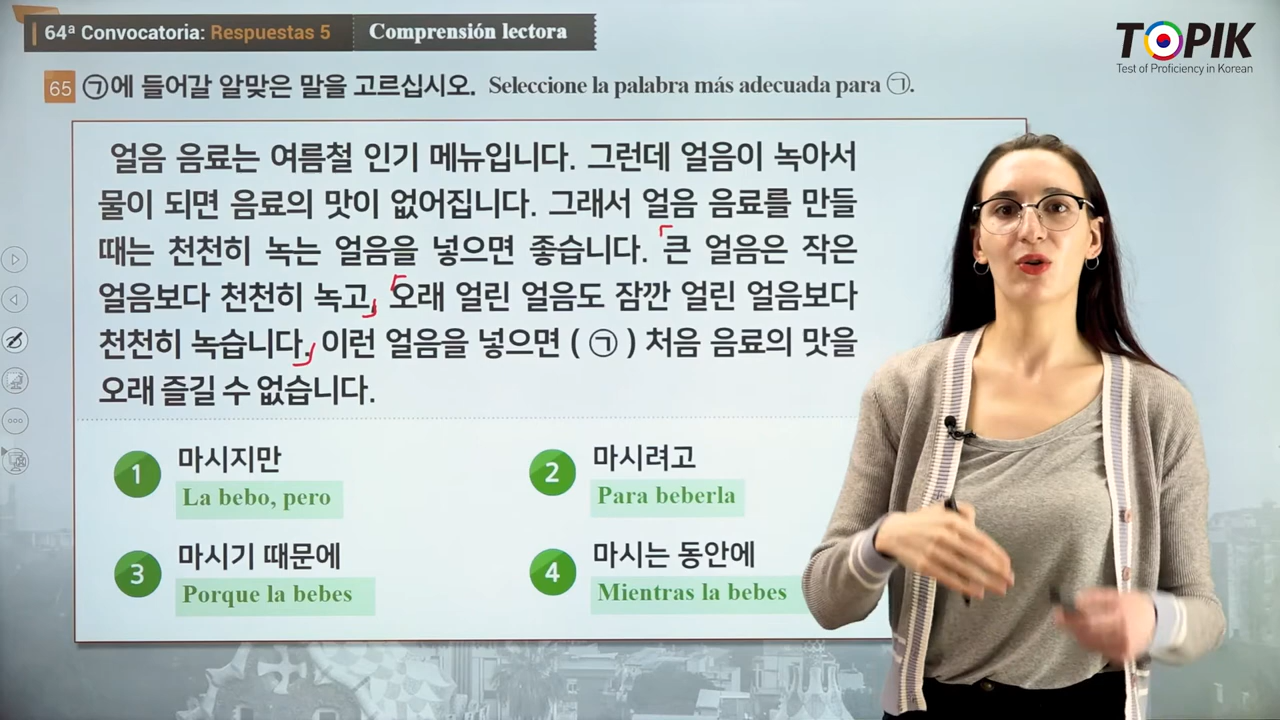 64ª Convocatoria: Respuestas 5 Comprensión lectora
TOPIK
Test of Proficiency in Korean
65 ㉠에 들어갈 알맞은 말을 고르십시오. Seleccione la palabra más adecuada para ㉠.
얼음 음료는 여름철 인기 메뉴입니다. 그런데 얼음이 녹아서
물이 되면 음료의 맛이 없어집니다. 그래서 얼음 음료를 만들
때는 천천히 녹는 얼음을 넣으면 좋습니다. 큰 얼음은 작은
얼음보다 천천히 녹고, 오래 얼린 얼음도 잠깐 얼린 얼음보다
천천히 녹습니다. 이런 얼음을 넣으면 ( ㉠ ) 처음 음료의 맛을
오래 즐길 수 없습니다.
1 마시지만
La bebo, pero
2 마시려고
Para beberla
3 마시기 때문에
Porque la bebes
4 마시는 동안에
Mientras la bebes